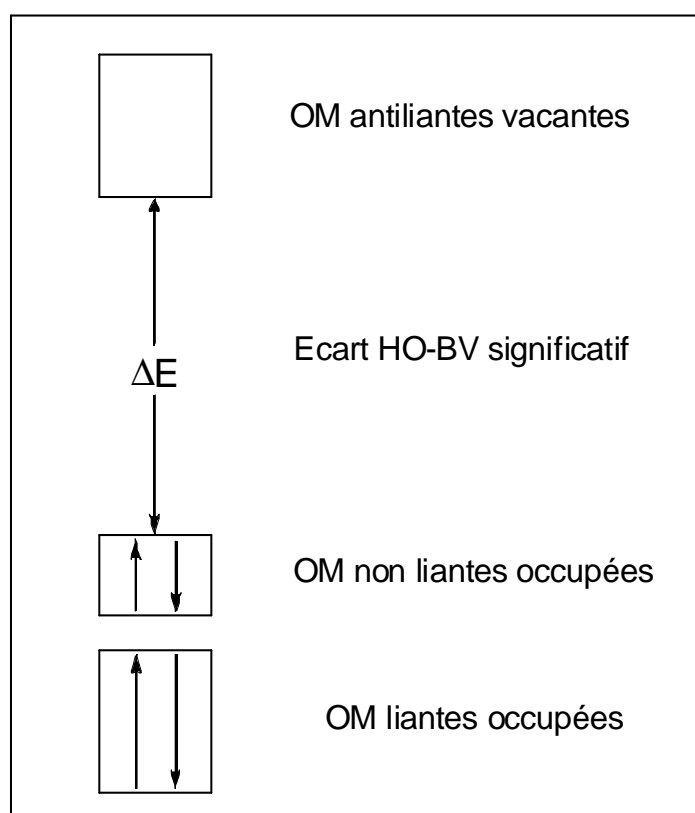 OM antiliantes vacantes
Ecart HO-BV significatif
ΔE
OM non liantes occupées
OM liantes occupées